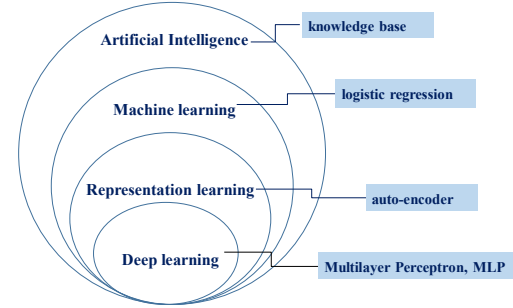 Artificial Intelligence
knowledge base
Machine learning
logistic regression
Representation learning
auto-encoder
Deep learning
Multilayer Perceptron, MLP